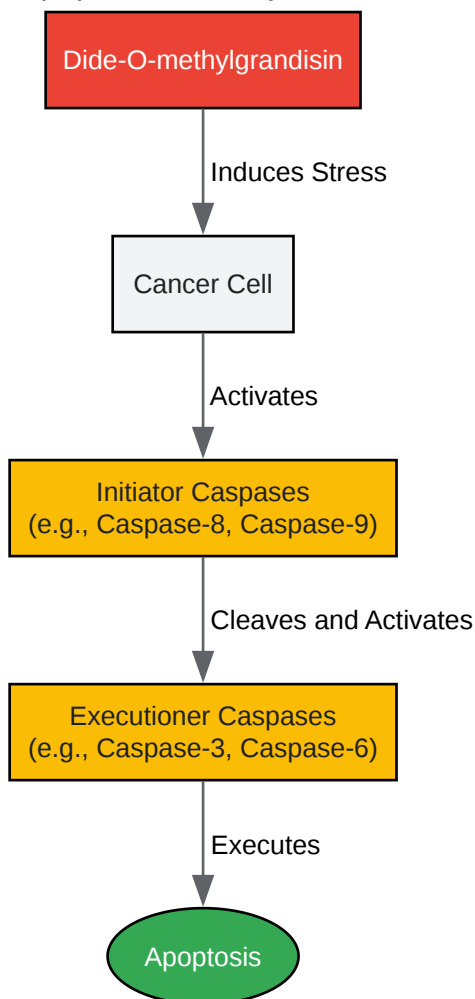 Dide-O-methylgrandisin
Induces Stress
Cancer Cell
Activates
Initiator Caspases
(e.g., Caspase-8, Caspase-9)
Cleaves and Activates
Executioner Caspases
(e.g., Caspase-3, Caspase-6)
Executes
Apoptosis